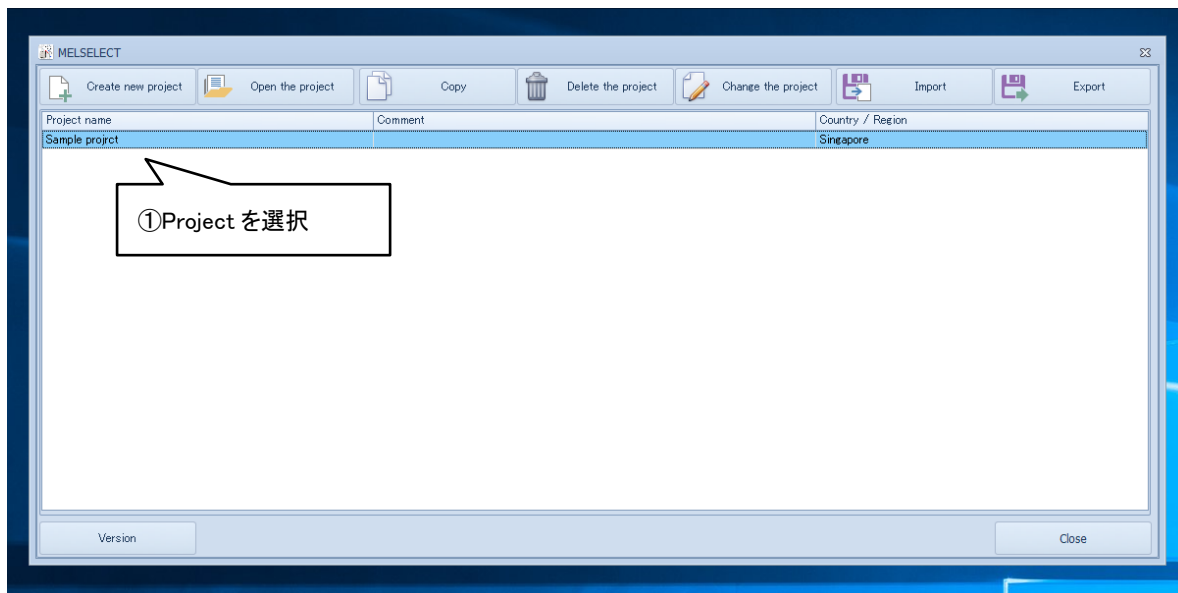 MELSELECT
Create new project Open the project Copy Delete the project Change the project Import Export
Project name Comment Country / Region
Sample projrct Singapore
①Project を選択
Version Close